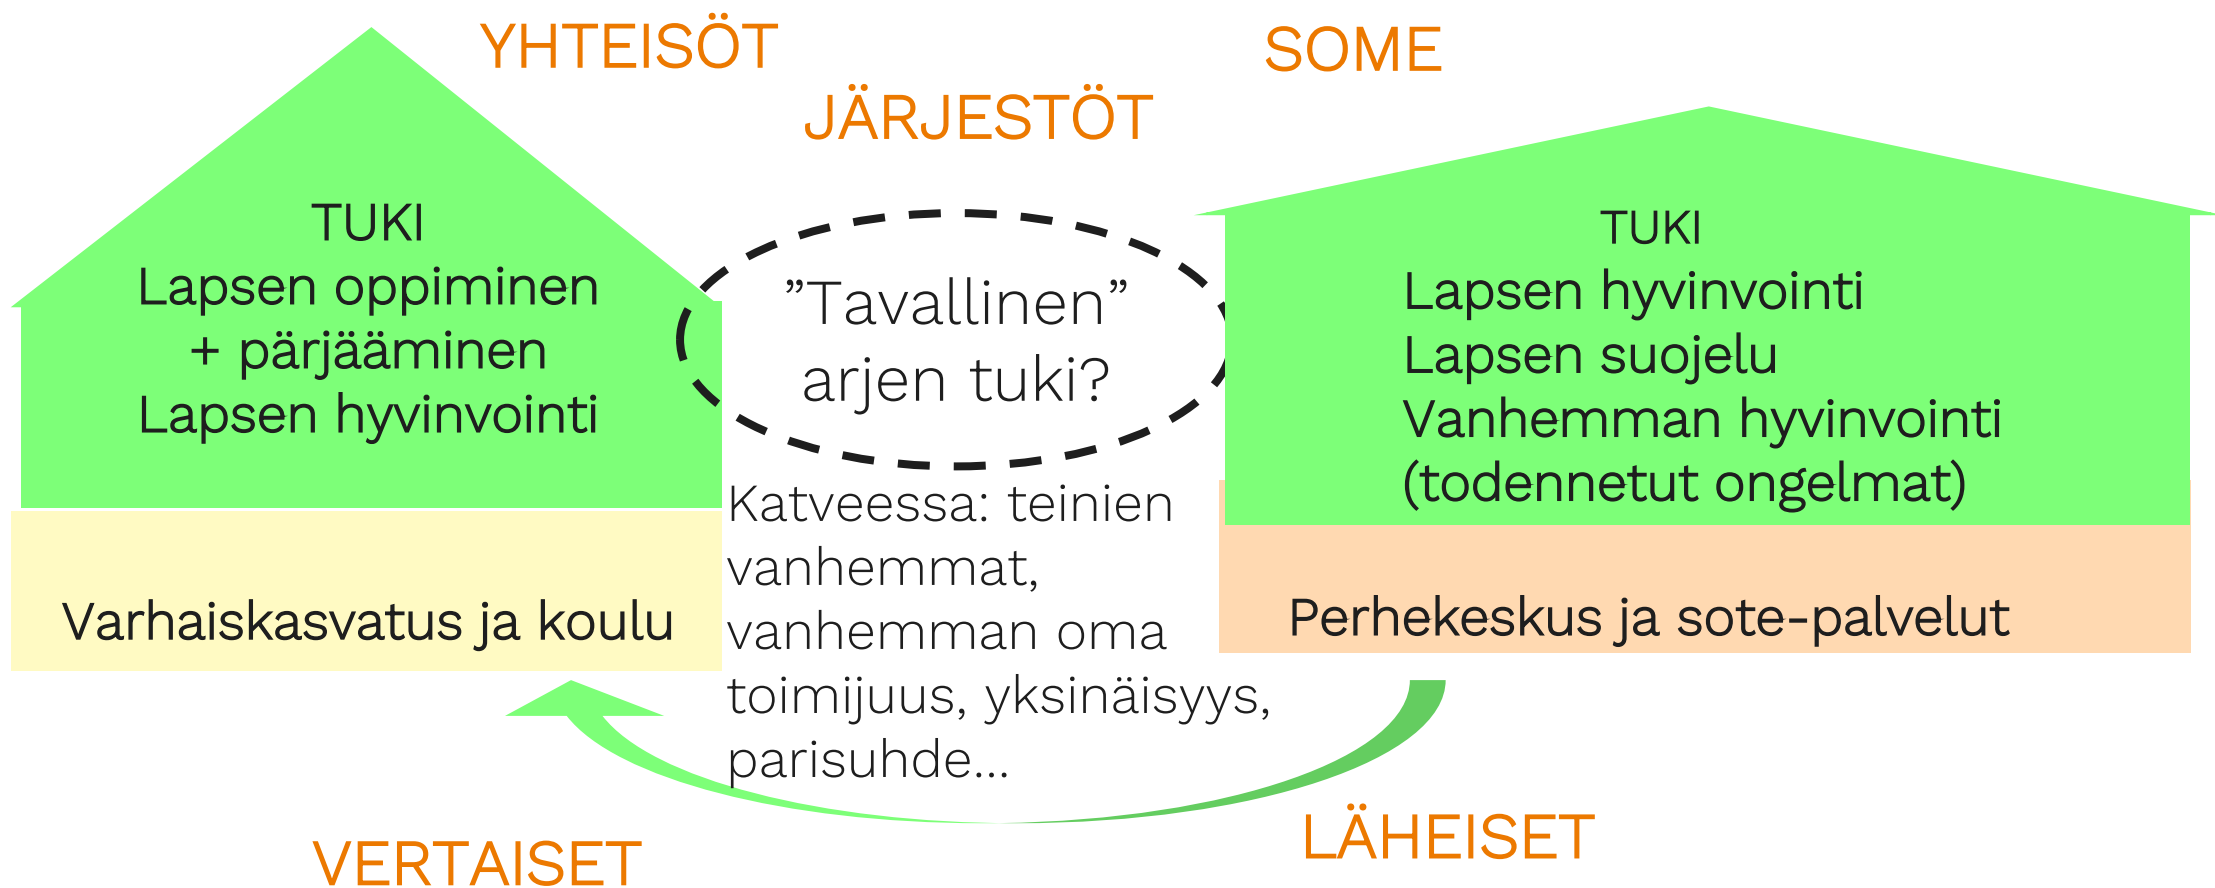 YHTEISÖT
SOME
JÄRJESTÖT
TUKI
Lapsen oppiminen
+ pärjääminen
Lapsen hyvinvointi
Varhaiskasvatus ja koulu
”Tavallinen”
arjen tuki?
Katveessa: teinien
vanhemmat,
vanhemman oma
toimijuus, yksinäisyys,
parisuhde...
TUKI
Lapsen hyvinvointi
Lapsen suojelu
Vanhemman hyvinvointi
(todennetut ongelmat)
Perhekeskus ja sote-palvelut
VERTAISET
LÄHEISET